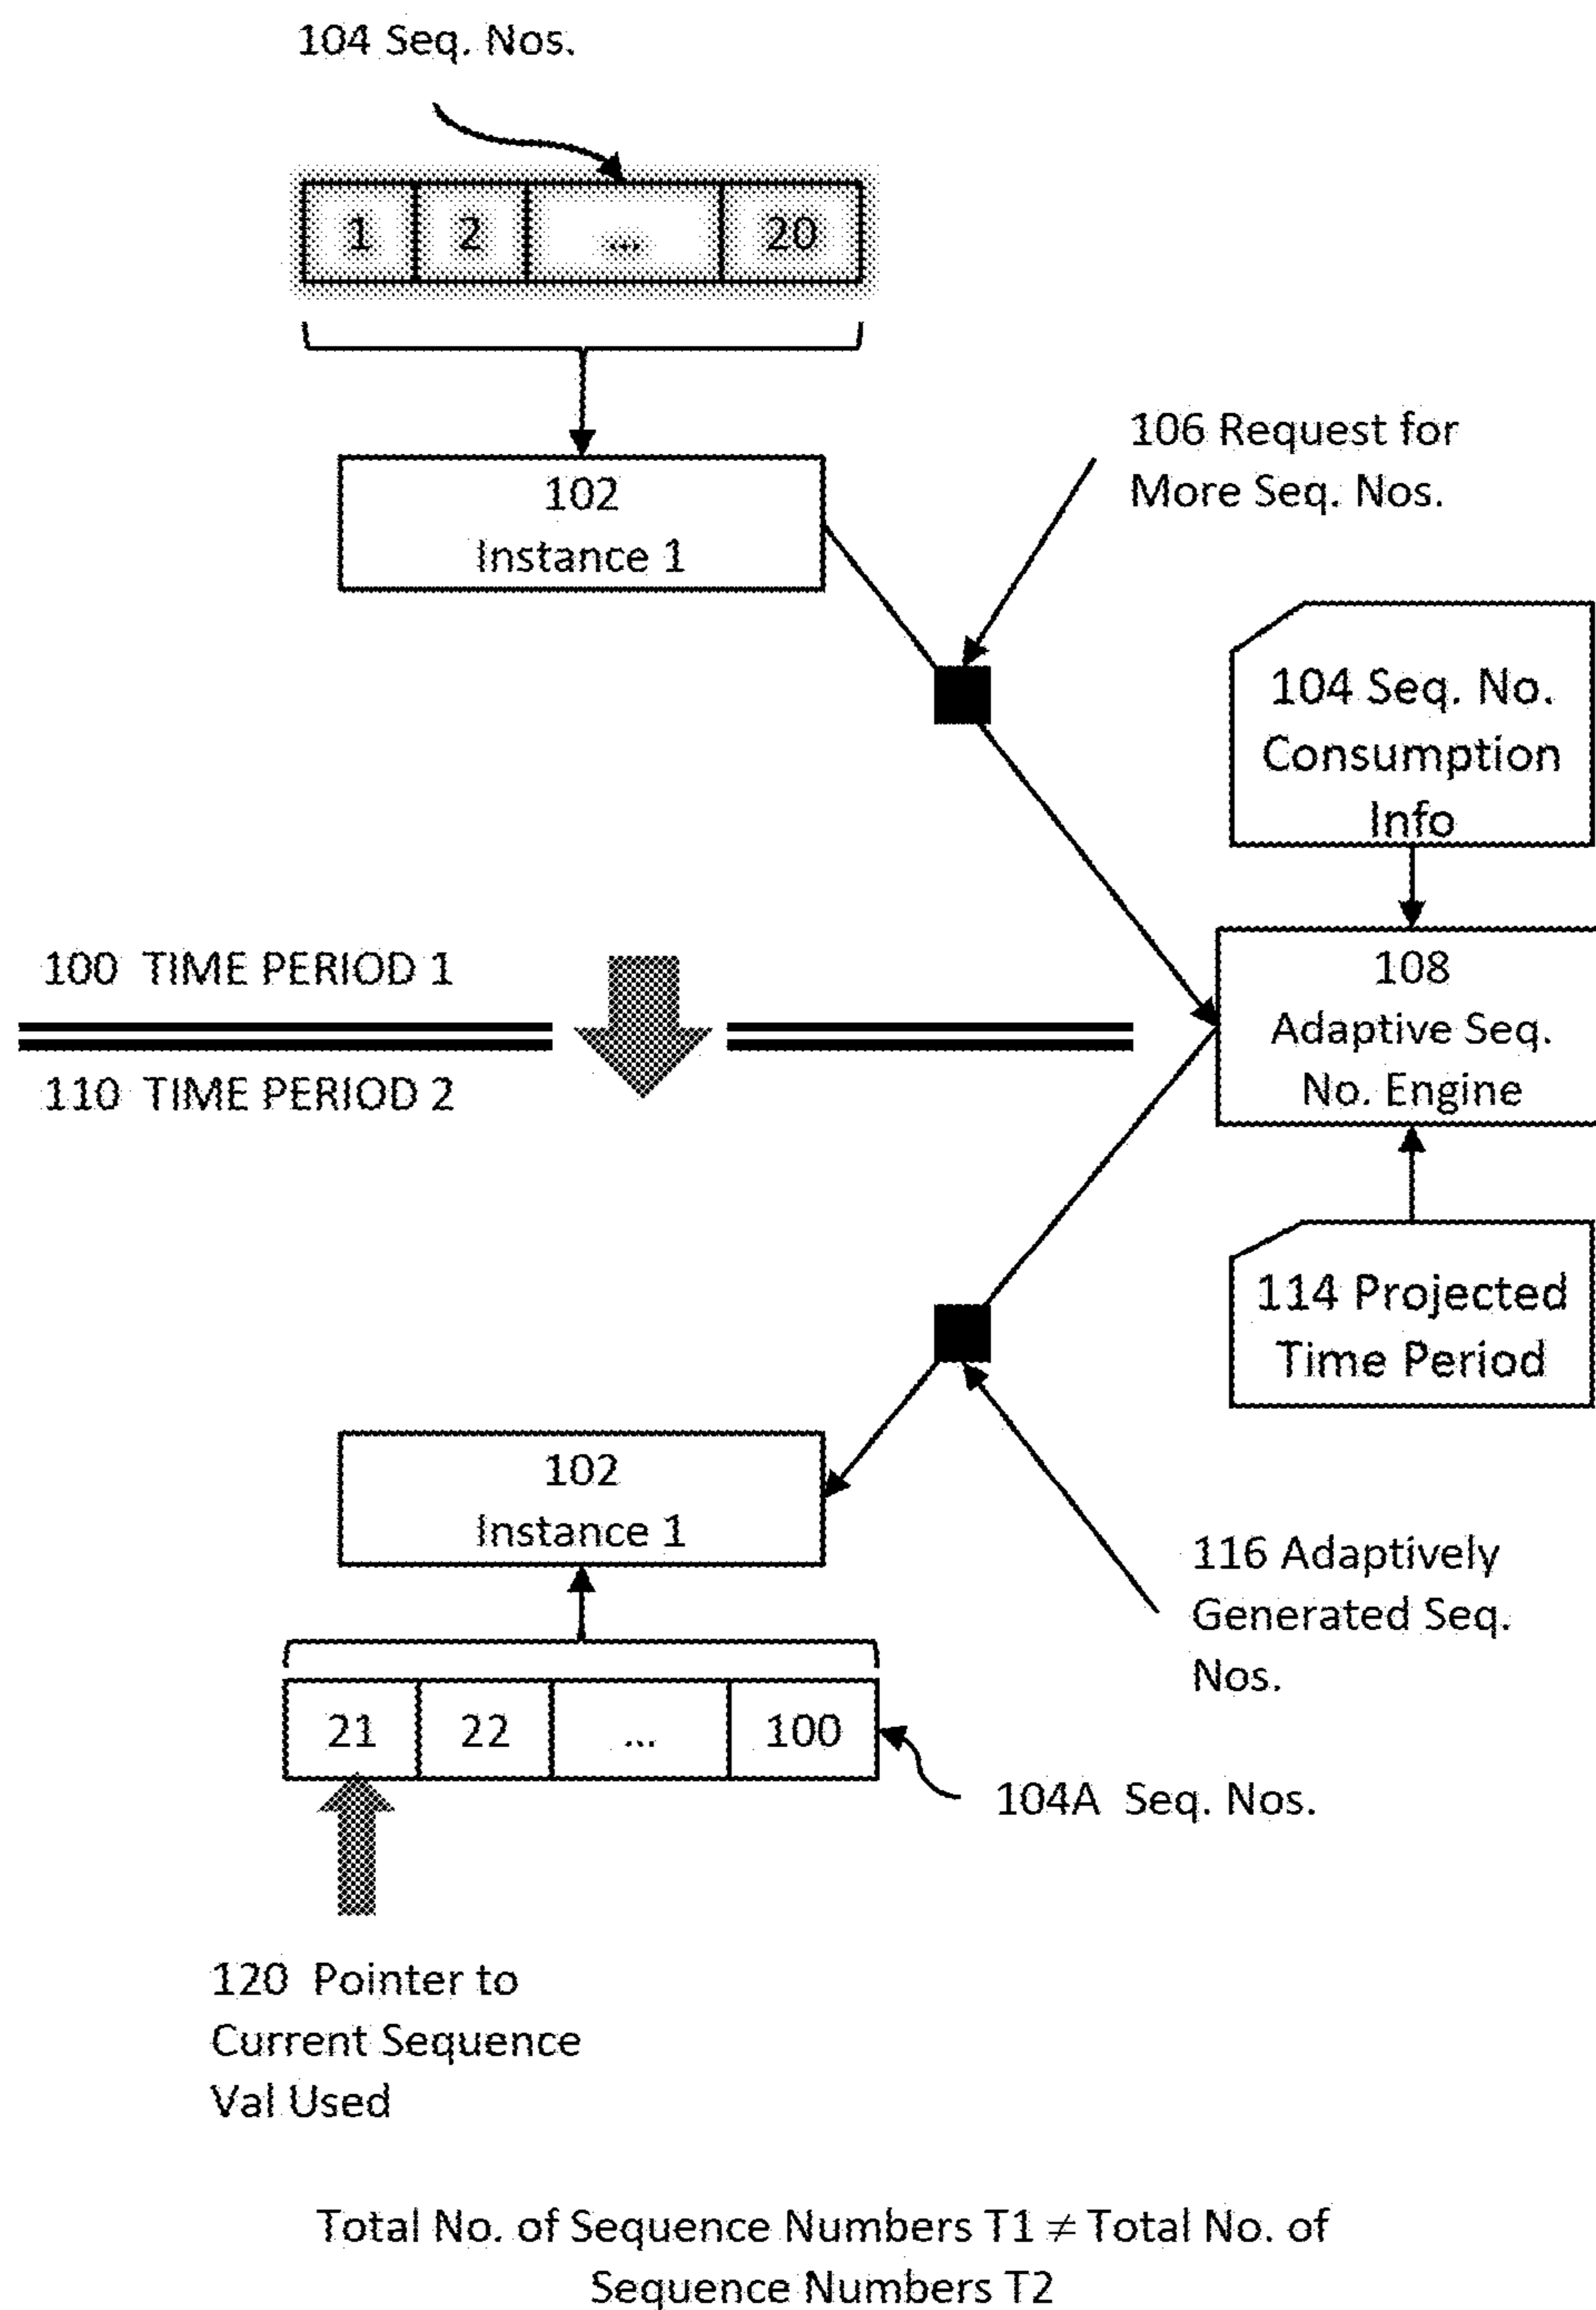 104 Seq. Nos.
1 2 ... 20
102
Instance 1
106 Request for
More Seq. Nos.
104 Seq. No.
Consumption
Info
100 TIME PERIOD 1
110 TIME PERIOD 2
108
Adaptive Seq.
No. Engine
114 Projected
Time Period
102
Instance 1
116 Adaptively
Generated Seq.
Nos.
21 22 ... 100
104A Seq. Nos.
120 Pointer to
Current Sequence
Val Used
Total No. of Sequence Numbers T1 ≠ Total No. of
Sequence Numbers T2